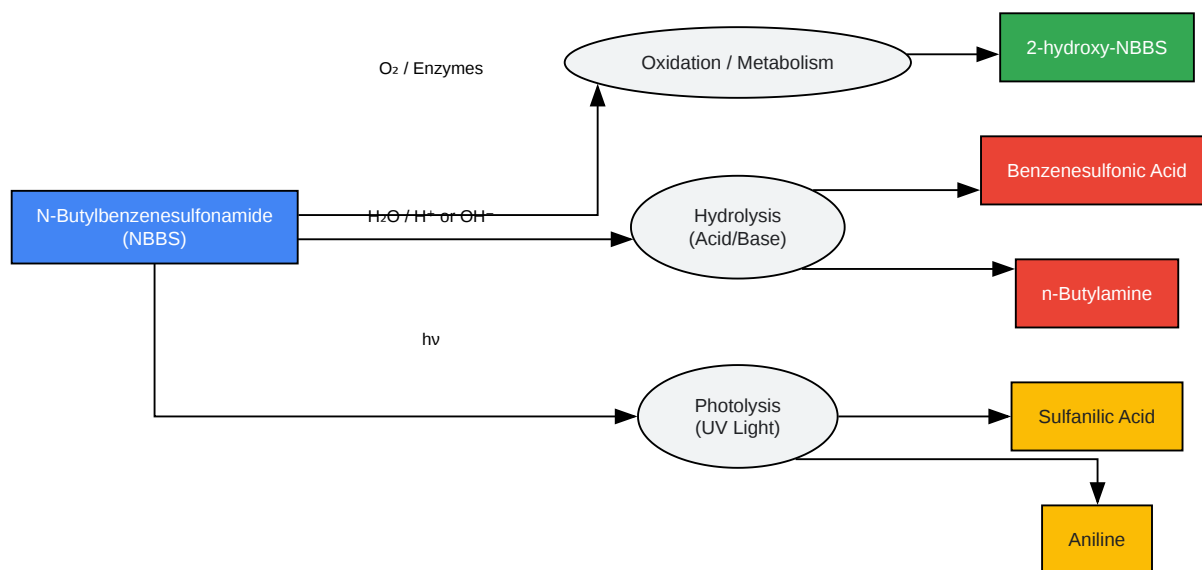 O₂ / Enzymes
Oxidation / Metabolism
2-hydroxy-NBBS
N-Butylbenzenesulfonamide
(NBBS)
H₂O / H⁺ or OH⁻
Hydrolysis
(Acid/Base)
Benzenesulfonic Acid
n-Butylamine
hν
Photolysis
(UV Light)
Sulfanilic Acid
Aniline